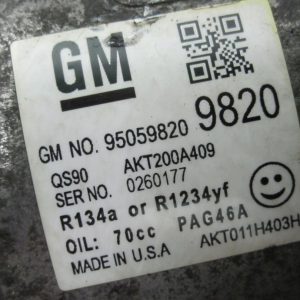 GM
GM NO. 95059820 9820
QS90 AKT200A409
SER NO. 0260177
R134a or R1234yf
OIL: 70cc PAG46A
MADE IN U.S.A AKT011H403H